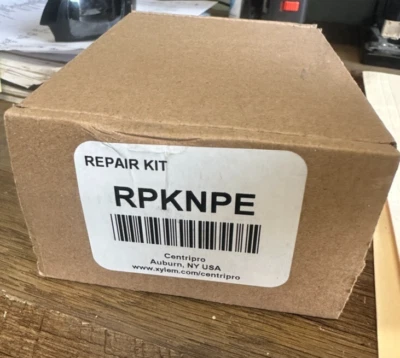 REPAIR KIT
RPKNPE
Centripro
Auburn, NY USA
www.xylem.com/centripro